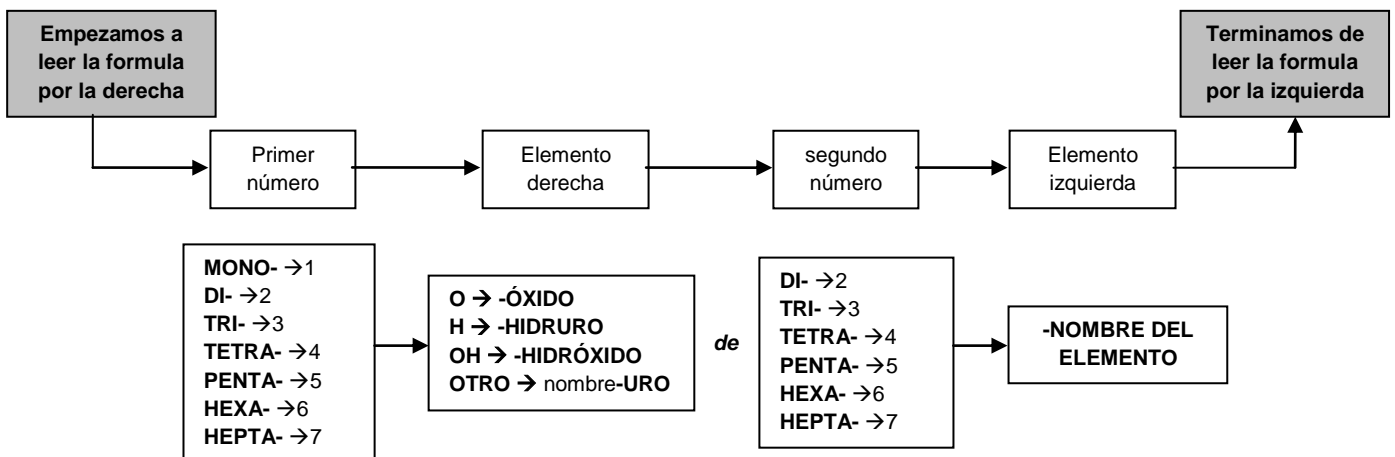 Empezamos a
leer la formula
por la derecha
Terminamos de
leer la formula
por la izquierda
Primer
número
Elemento
derecha
segundo
número
Elemento
izquierda
MONO- →1
DI- →2
TRI- →3
TETRA- →4
PENTA- →5
HEXA- →6
HEPTA- →7
O → -ÓXIDO
H → -HIDRURO
OH → -HIDRÓXIDO
OTRO → nombre-URO
de
DI- →2
TRI- →3
TETRA- →4
PENTA- →5
HEXA- →6
HEPTA- →7
-NOMBRE DEL
ELEMENTO